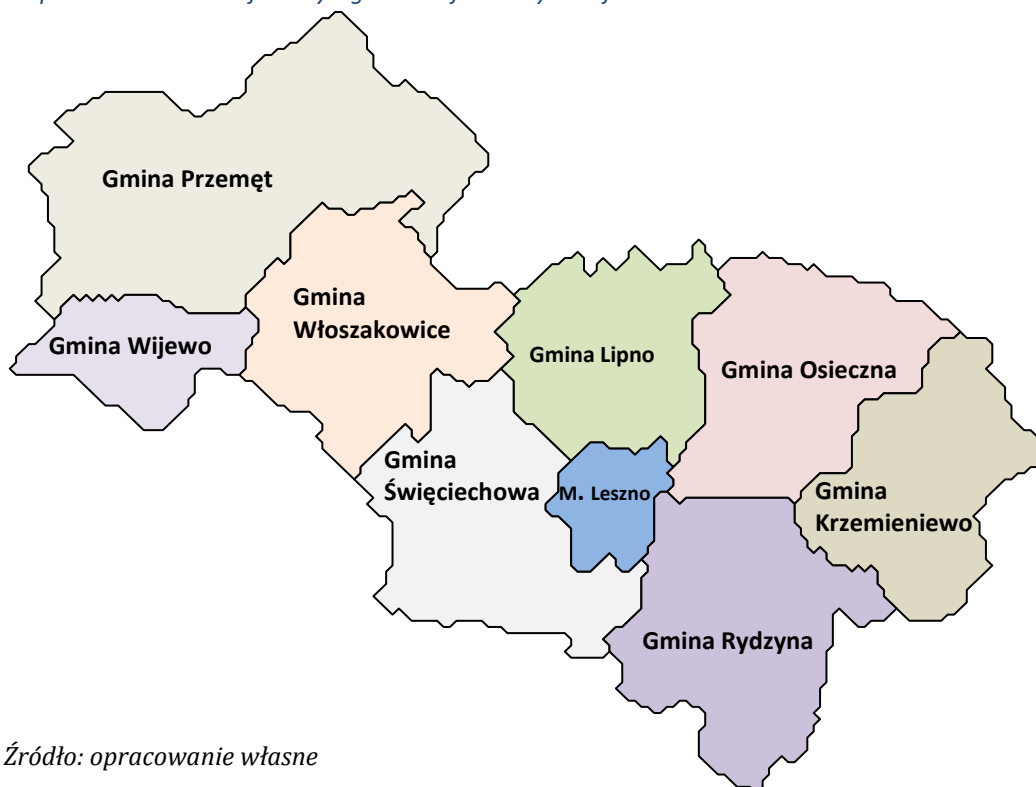 Gmina Przemęt
Gmina
Włoszakowice
Gmina Wijewo
Gmina Lipno
Gmina Osieczna
Gmina
Święciechowa
M. Leszno
Gmina
Krzemieniewo
Gmina Rydzyna
Źródło: opracowanie własne